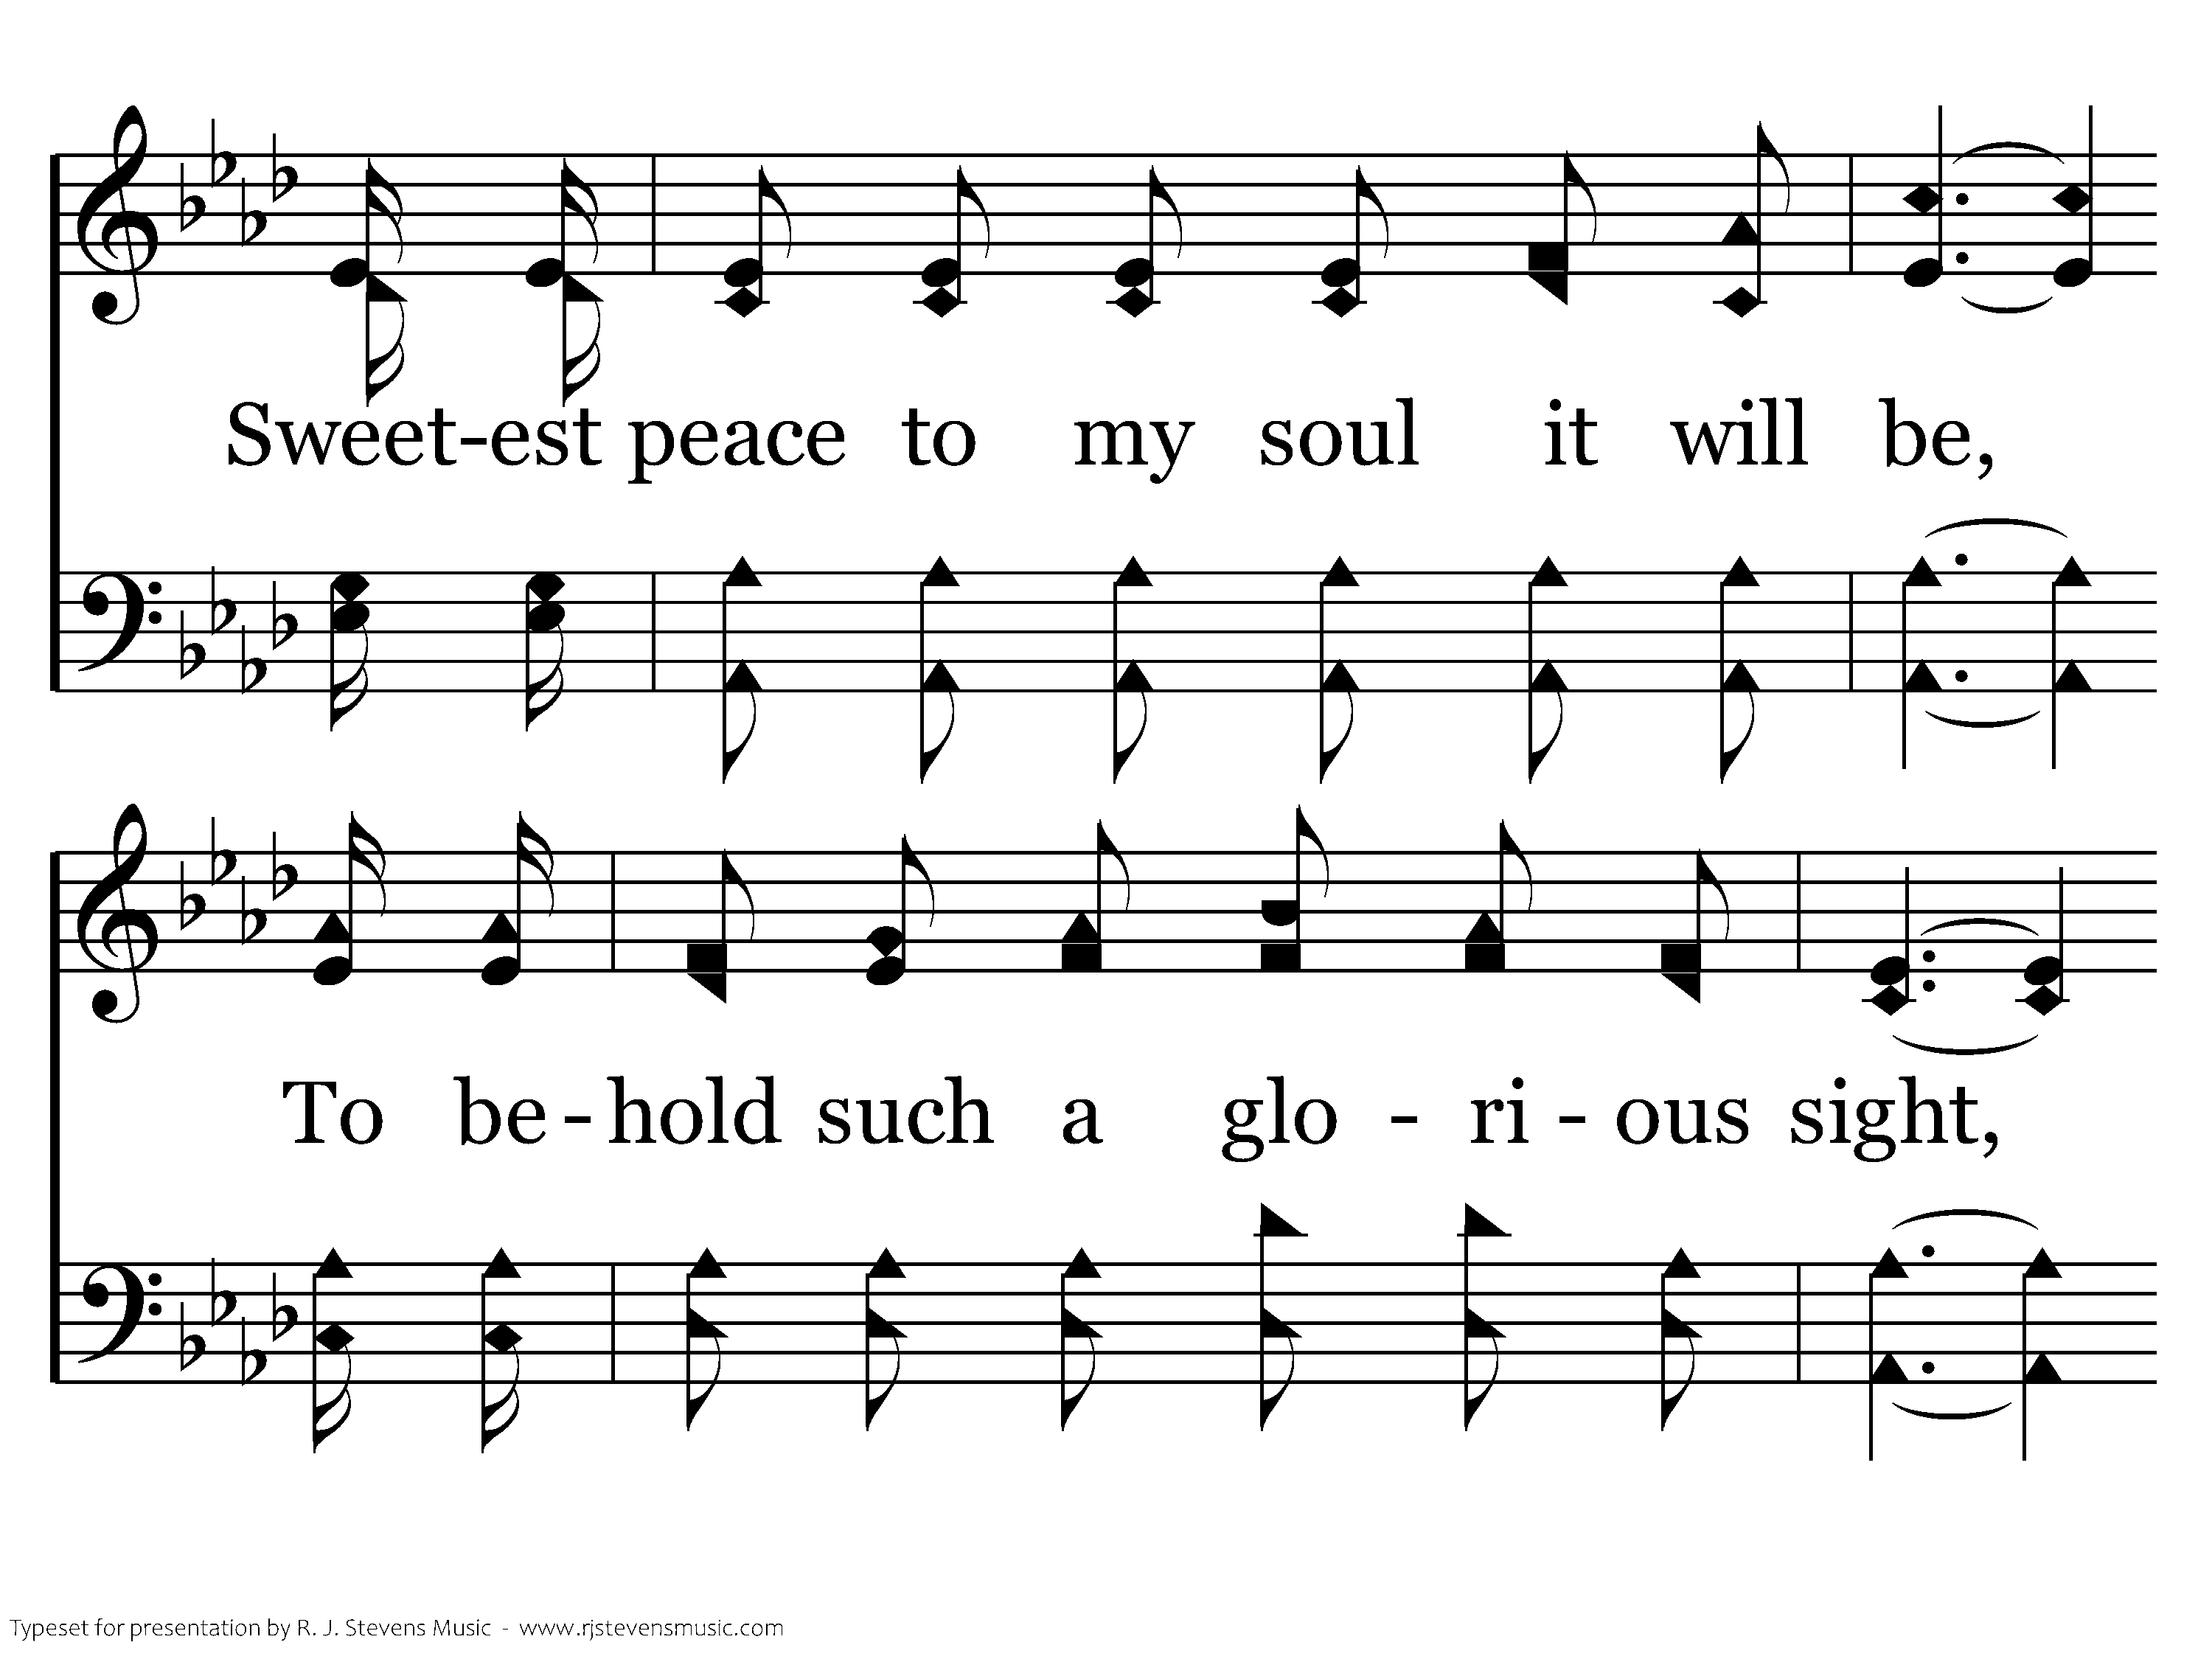 Sweet-est peace to my soul it will be,
To be - hold such a glo - ri - ous sight,
Typeset for presentation by R. J. Stevens Music - www.rjstevensmusic.com